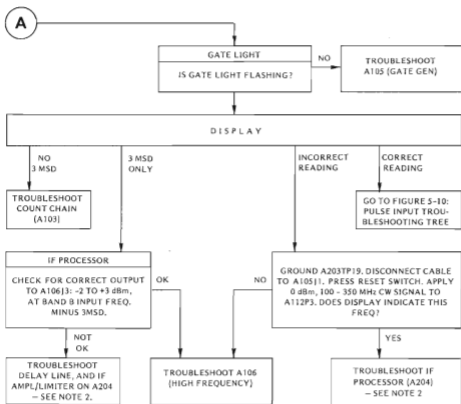 A
GATE LIGHT
IS GATE LIGHT FLASHING?
NO
TROUBLESHOOT
A105 (GATE GEN)
DISPLAY
NO
3 MSD
3 MSD
ONLY
INCORRECT
READING
CORRECT
READING
TROUBLESHOOT
COUNT CHAIN
(A103)
GO TO FIGURE 5-10:
PULSE INPUT TROU-
BLESHOOTING TREE
IF PROCESSOR
CHECK FOR CORRECT OUTPUT
TO A106J3: -2 TO +3 dBm,
AT BAND B INPUT FREQ.
MINUS 3MSD.
OK
NO
GROUND A203TP19. DISCONNECT CABLE
TO A105J1, PRESS RESET SWITCH. APPLY
0 dBm, 100 - 350 MHz CW SIGNAL TO
A112P3. DOES DISPLAY INDICATE THIS
FREQ?
NOT
OK
YES
TROUBLESHOOT
DELAY LINE, AND IF
AMPL/LIMITER ON A204
– SEE NOTE 2.
TROUBLESHOOT A106
(HIGH FREQUENCY)
TROUBLESHOOT IF
PROCESSOR (A204)
– SEE NOTE 2